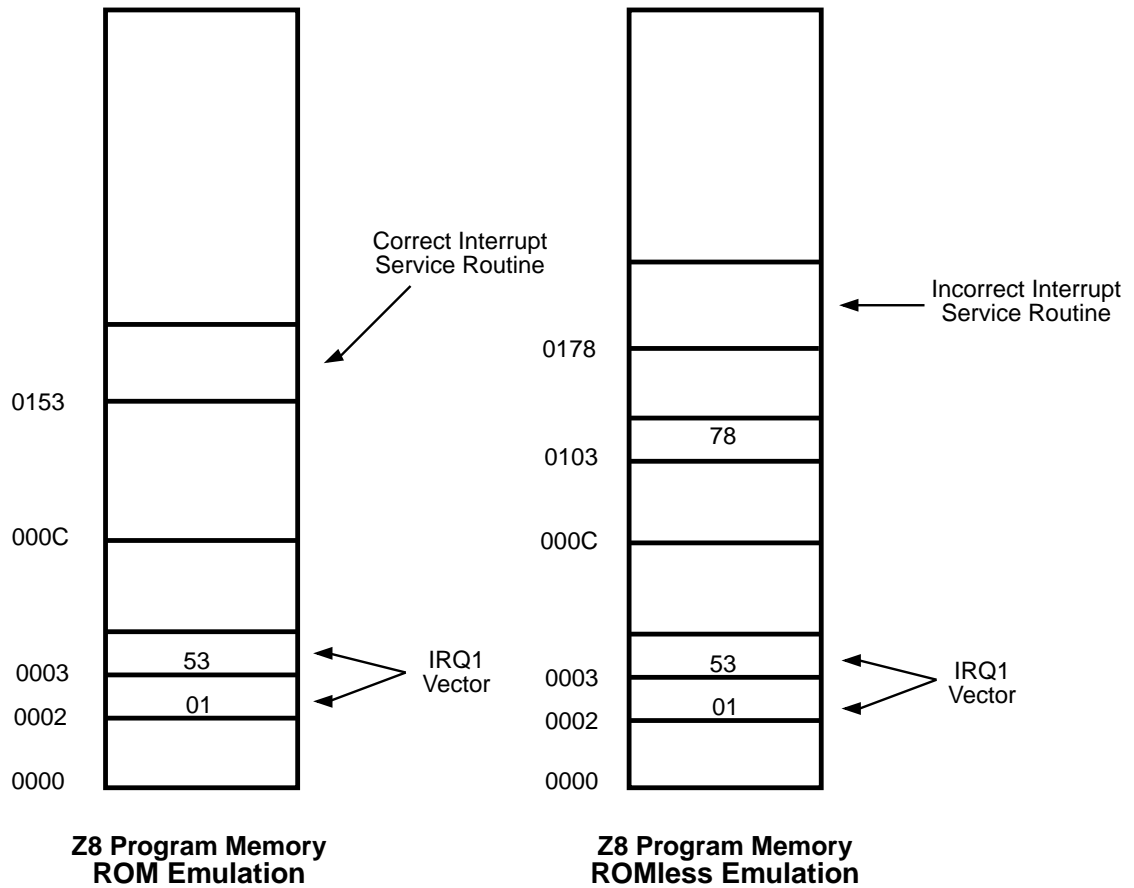 Correct Interrupt
Service Routine
0153
000C
53
0003
01
0002
0000
IRQ1
Vector
Z8 Program Memory
ROM Emulation
Incorrect Interrupt
Service Routine
0178
78
0103
000C
53
0003
01
0002
0000
IRQ1
Vector
Z8 Program Memory
ROMless Emulation